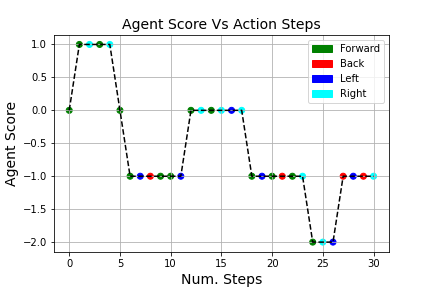 Agent Score Vs Action Steps
1.0
0.5
0.0
−0.5
−1.0
−1.5
−2.0
Agent Score
Forward
Back
Left
Right
0 5 10 15 20 25 30
Num. Steps